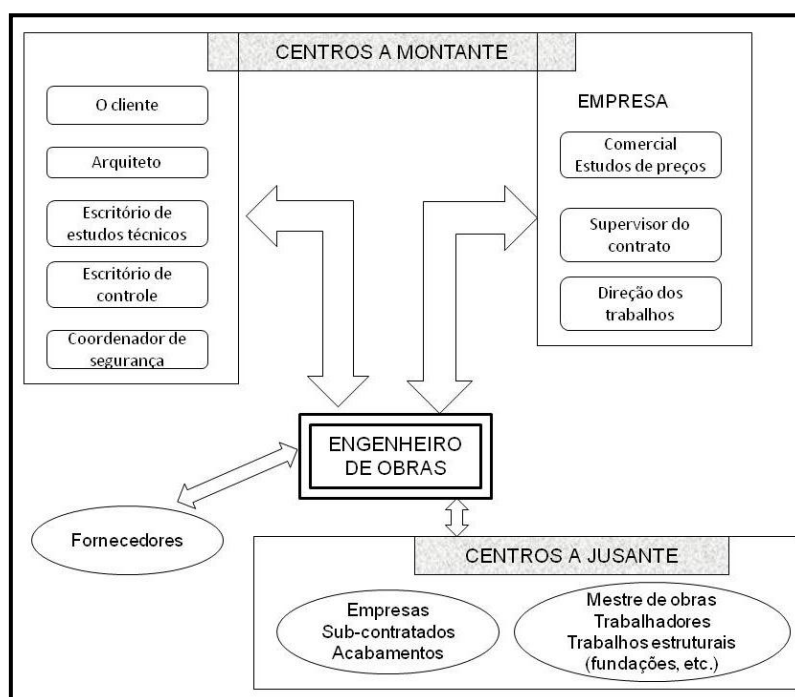 CENTROS A MONTANTE
O cliente
Arquiteto
Escritório de
estudos técnicos
Escritório de
controle
Coordenador de
segurança
EMPRESA
Comercial
Estudos de preços
Supervisor do
contrato
Direção dos
trabalhos
ENGENHEIRO
DE OBRAS
Fornecedores
CENTROS A JUSANTE
Empresas
Sub-contratados
Acabamentos
Mestre de obras
Trabalhadores
Trabalhos estruturais
(fundações, etc.)